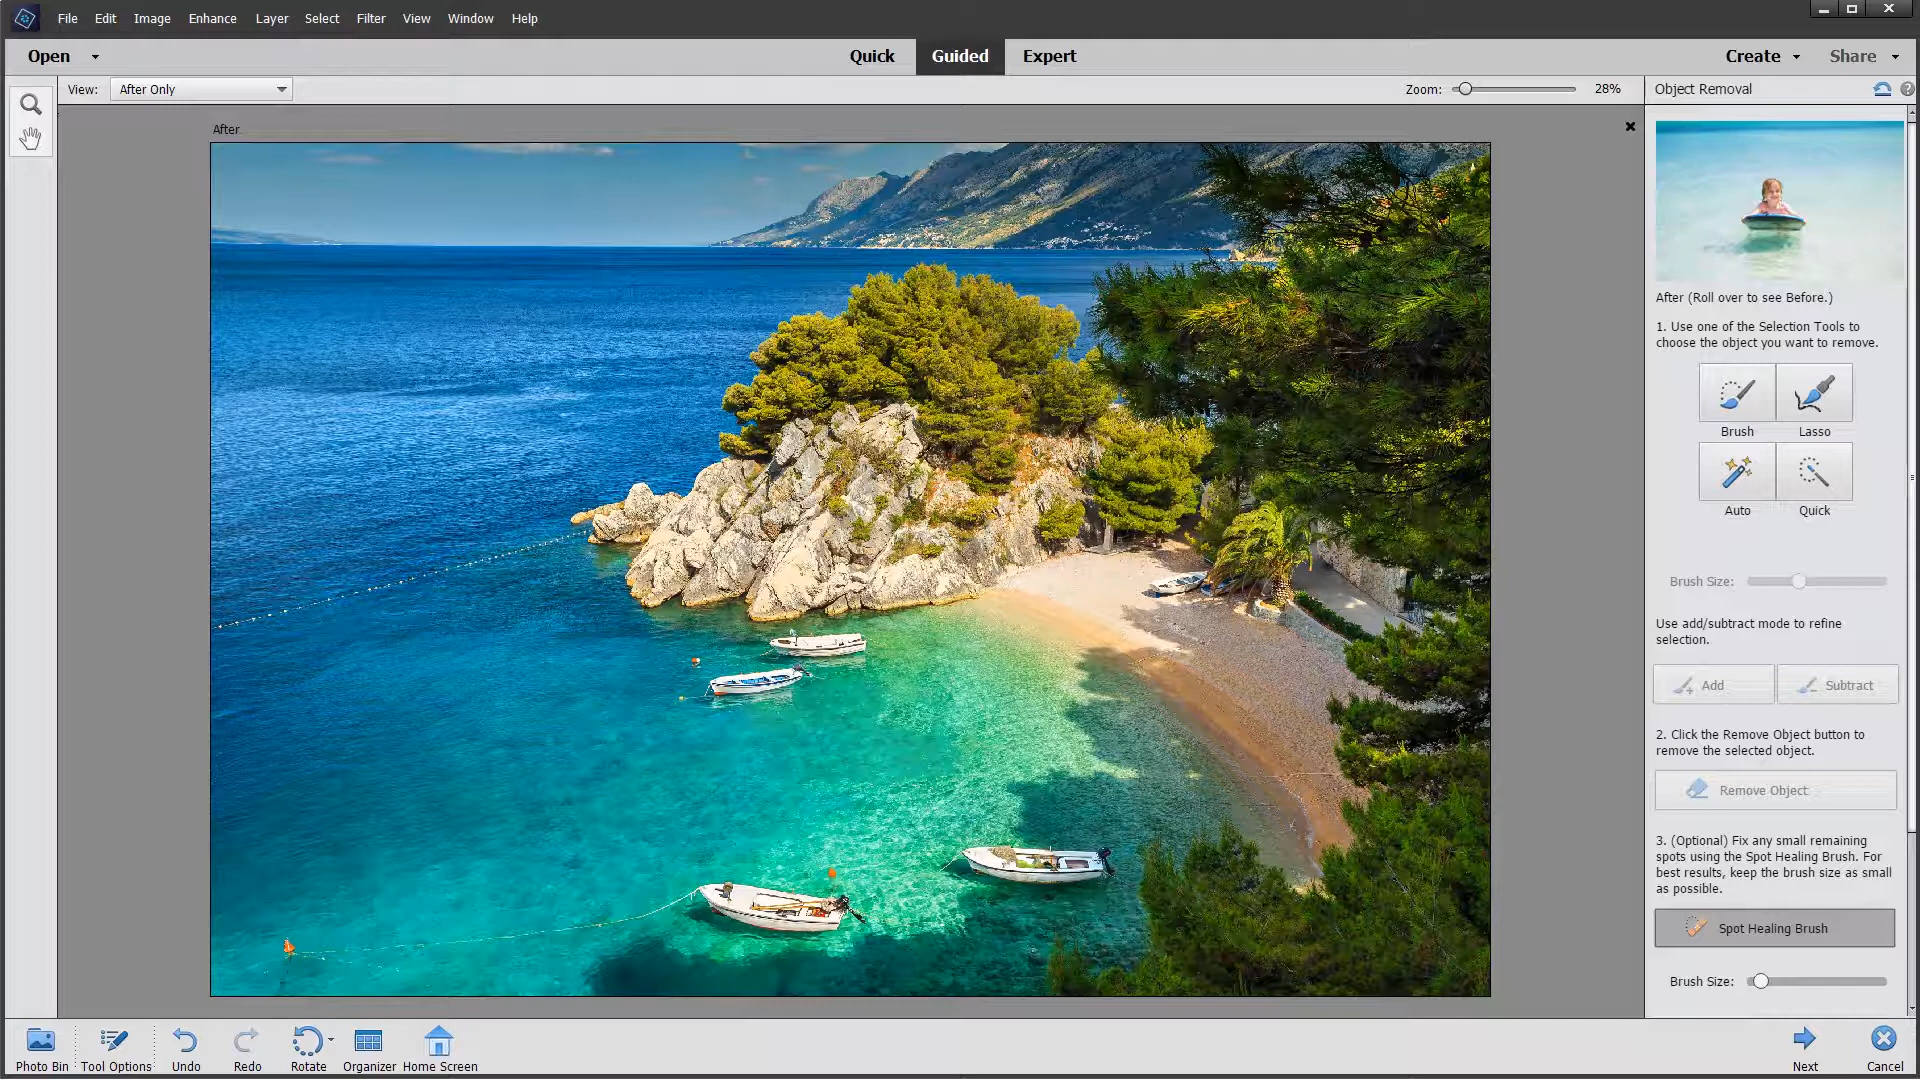 File Edit Image Enhance Layer Select Filter View Window Help
Open Quick Guided Expert Create Share
View: After Only Zoom: 28% Object Removal
After
After (Roll over to see Before.)
1. Use one of the Selection Tools to
choose the object you want to remove.
Brush Lasso
Auto Quick
Brush Size:
Use add/subtract mode to refine
selection.
Add Subtract
2. Click the Remove Object button to
remove the selected object.
Remove Object
3. (Optional) Fix any small remaining
spots using the Spot Healing Brush. For
best results, keep the brush size as small
as possible.
Spot Healing Brush
Brush Size:
Photo Bin Tool Options Undo Redo Rotate Organizer Home Screen Next Cancel